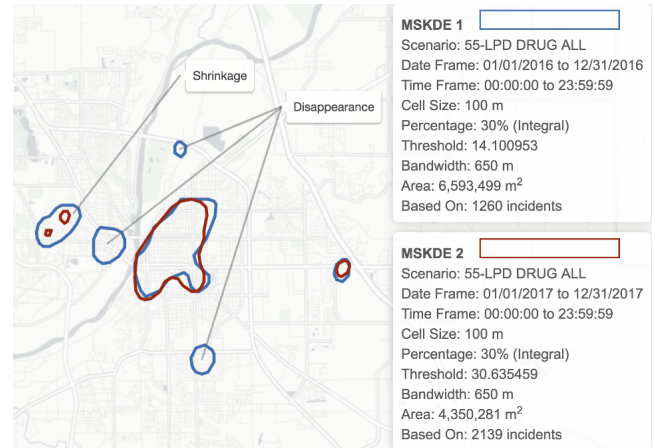 Shrinkage
Disappearance
MSKDE 1
Scenario: 55-LPD DRUG ALL
Date Frame: 01/01/2016 to 12/31/2016
Time Frame: 00:00:00 to 23:59:59
Cell Size: 100 m
Percentage: 30% (Integral)
Threshold: 14.100953
Bandwidth: 650 m
Area: 6,593,499 m²
Based On: 1260 incidents
MSKDE 2
Scenario: 55-LPD DRUG ALL
Date Frame: 01/01/2017 to 12/31/2017
Time Frame: 00:00:00 to 23:59:59
Cell Size: 100 m
Percentage: 30% (Integral)
Threshold: 30.635459
Bandwidth: 650 m
Area: 4,350,281 m²
Based On: 2139 incidents